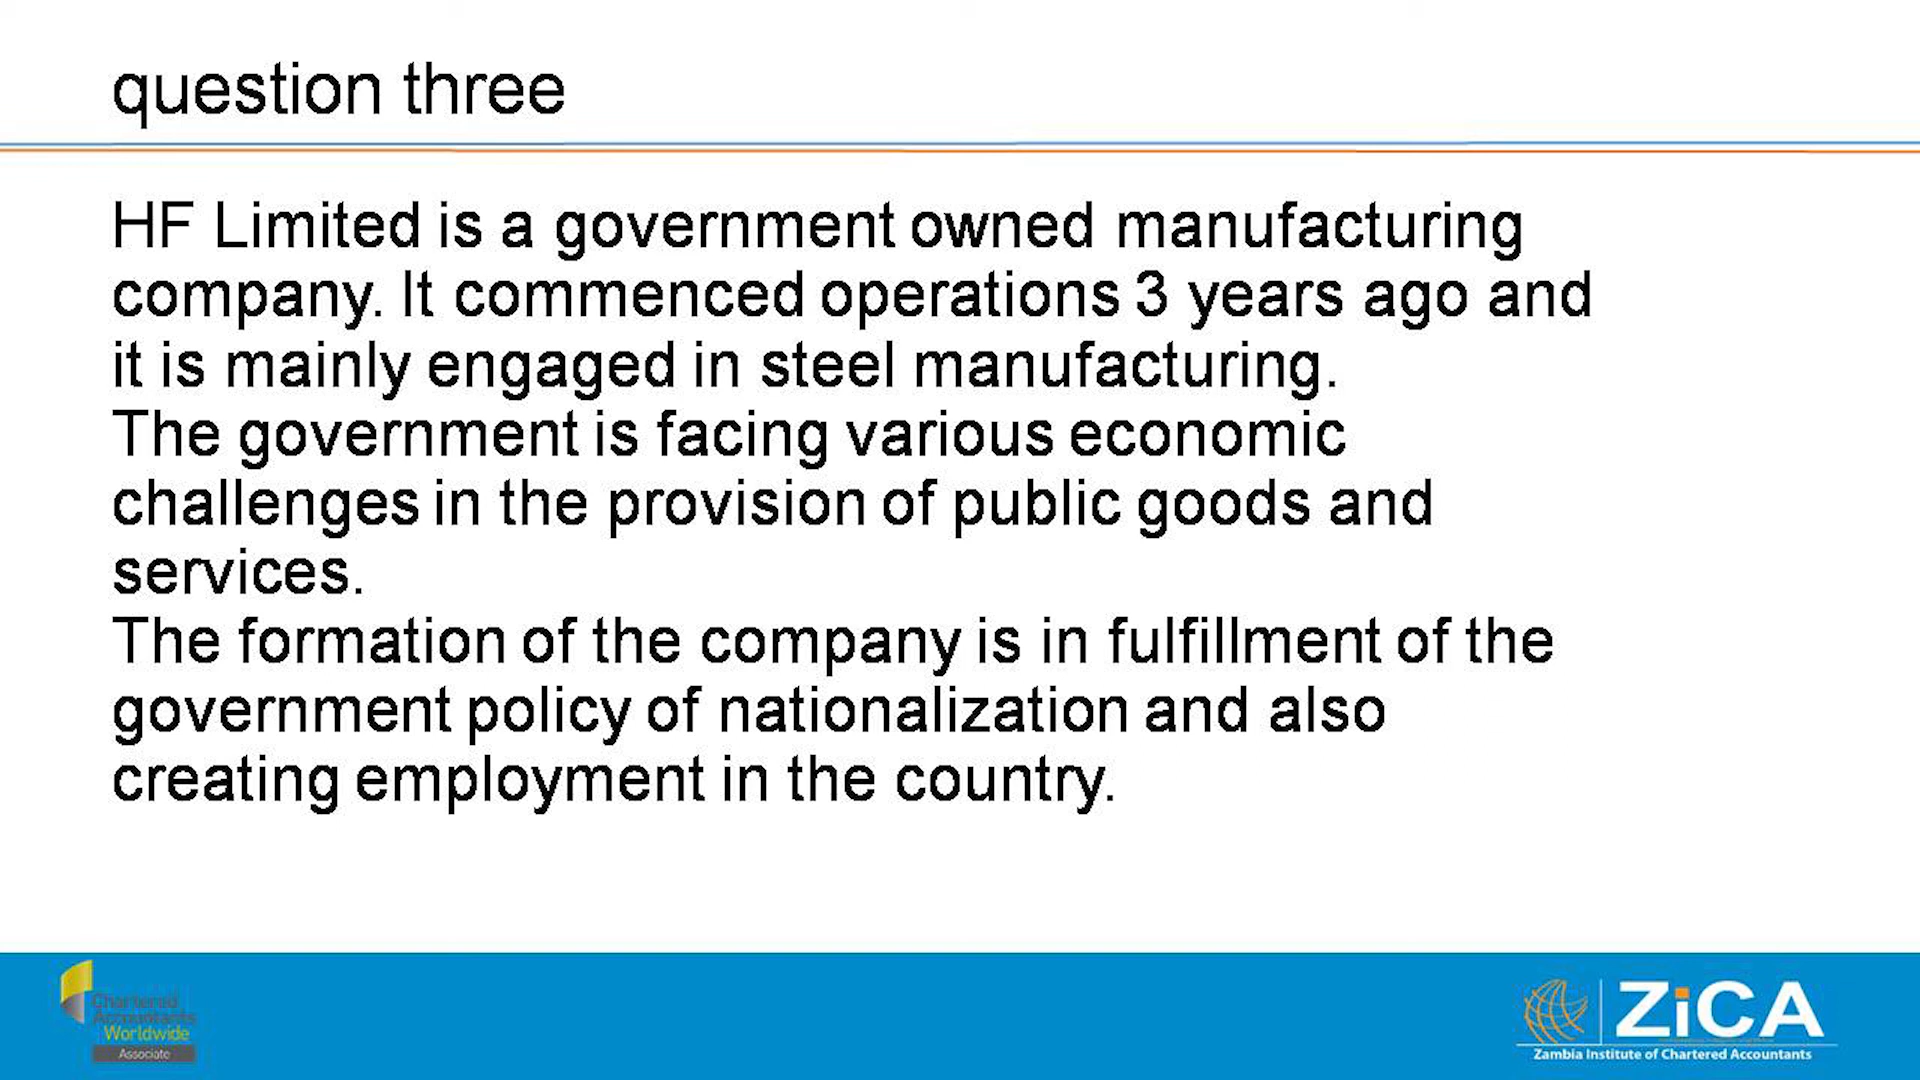 question three
HF Limited is a government owned manufacturing
company. It commenced operations 3 years ago and
it is mainly engaged in steel manufacturing.
The government is facing various economic
challenges in the provision of public goods and
services.
The formation of the company is in fulfillment of the
government policy of nationalization and also
creating employment in the country.
Chartered
Accountants
Worldwide
Associate
ZiCA
Zambia Institute of Chartered Accountants